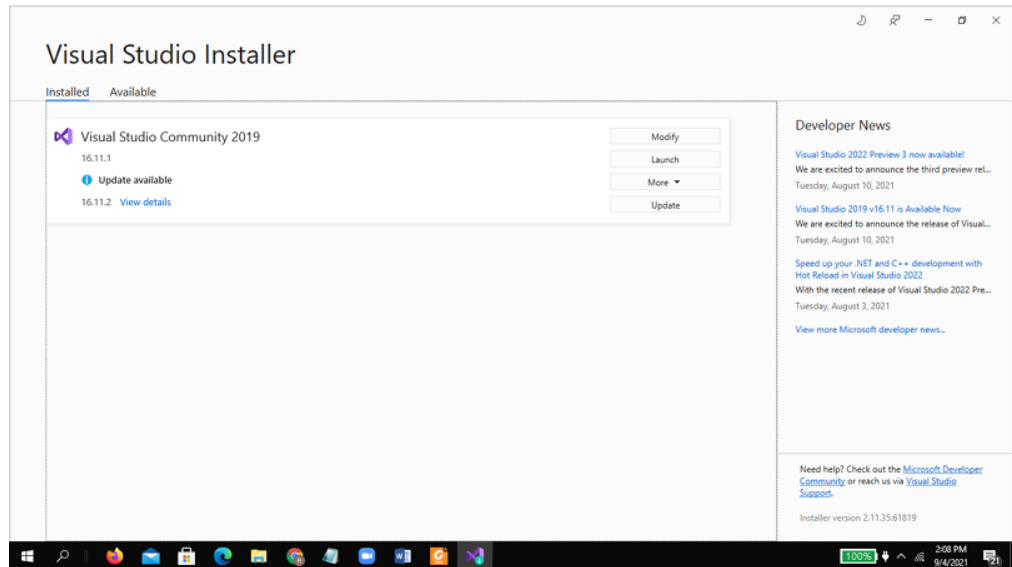 Visual Studio Installer
Installed Available
Visual Studio Community 2019
16.11.1
Update available
16.11.2 View details
Modify
Launch
More
Update
Developer News
Visual Studio 2022 Preview 3 now available!
We are excited to announce the third preview rel...
Tuesday, August 10, 2021
Visual Studio 2019 v16.11 is Available Now
We are excited to announce the release of Visual...
Tuesday, August 10, 2021
Speed up your .NET and C++ development with
Hot Reload in Visual Studio 2022
With the recent release of Visual Studio 2022 Pre...
Tuesday, August 3, 2021
View more Microsoft developer news...
Need help? Check out the Microsoft Developer
Community or reach us via Visual Studio
Support.
Installer version 2.11.35.61819
100%
2:08 PM
9/4/2021
21